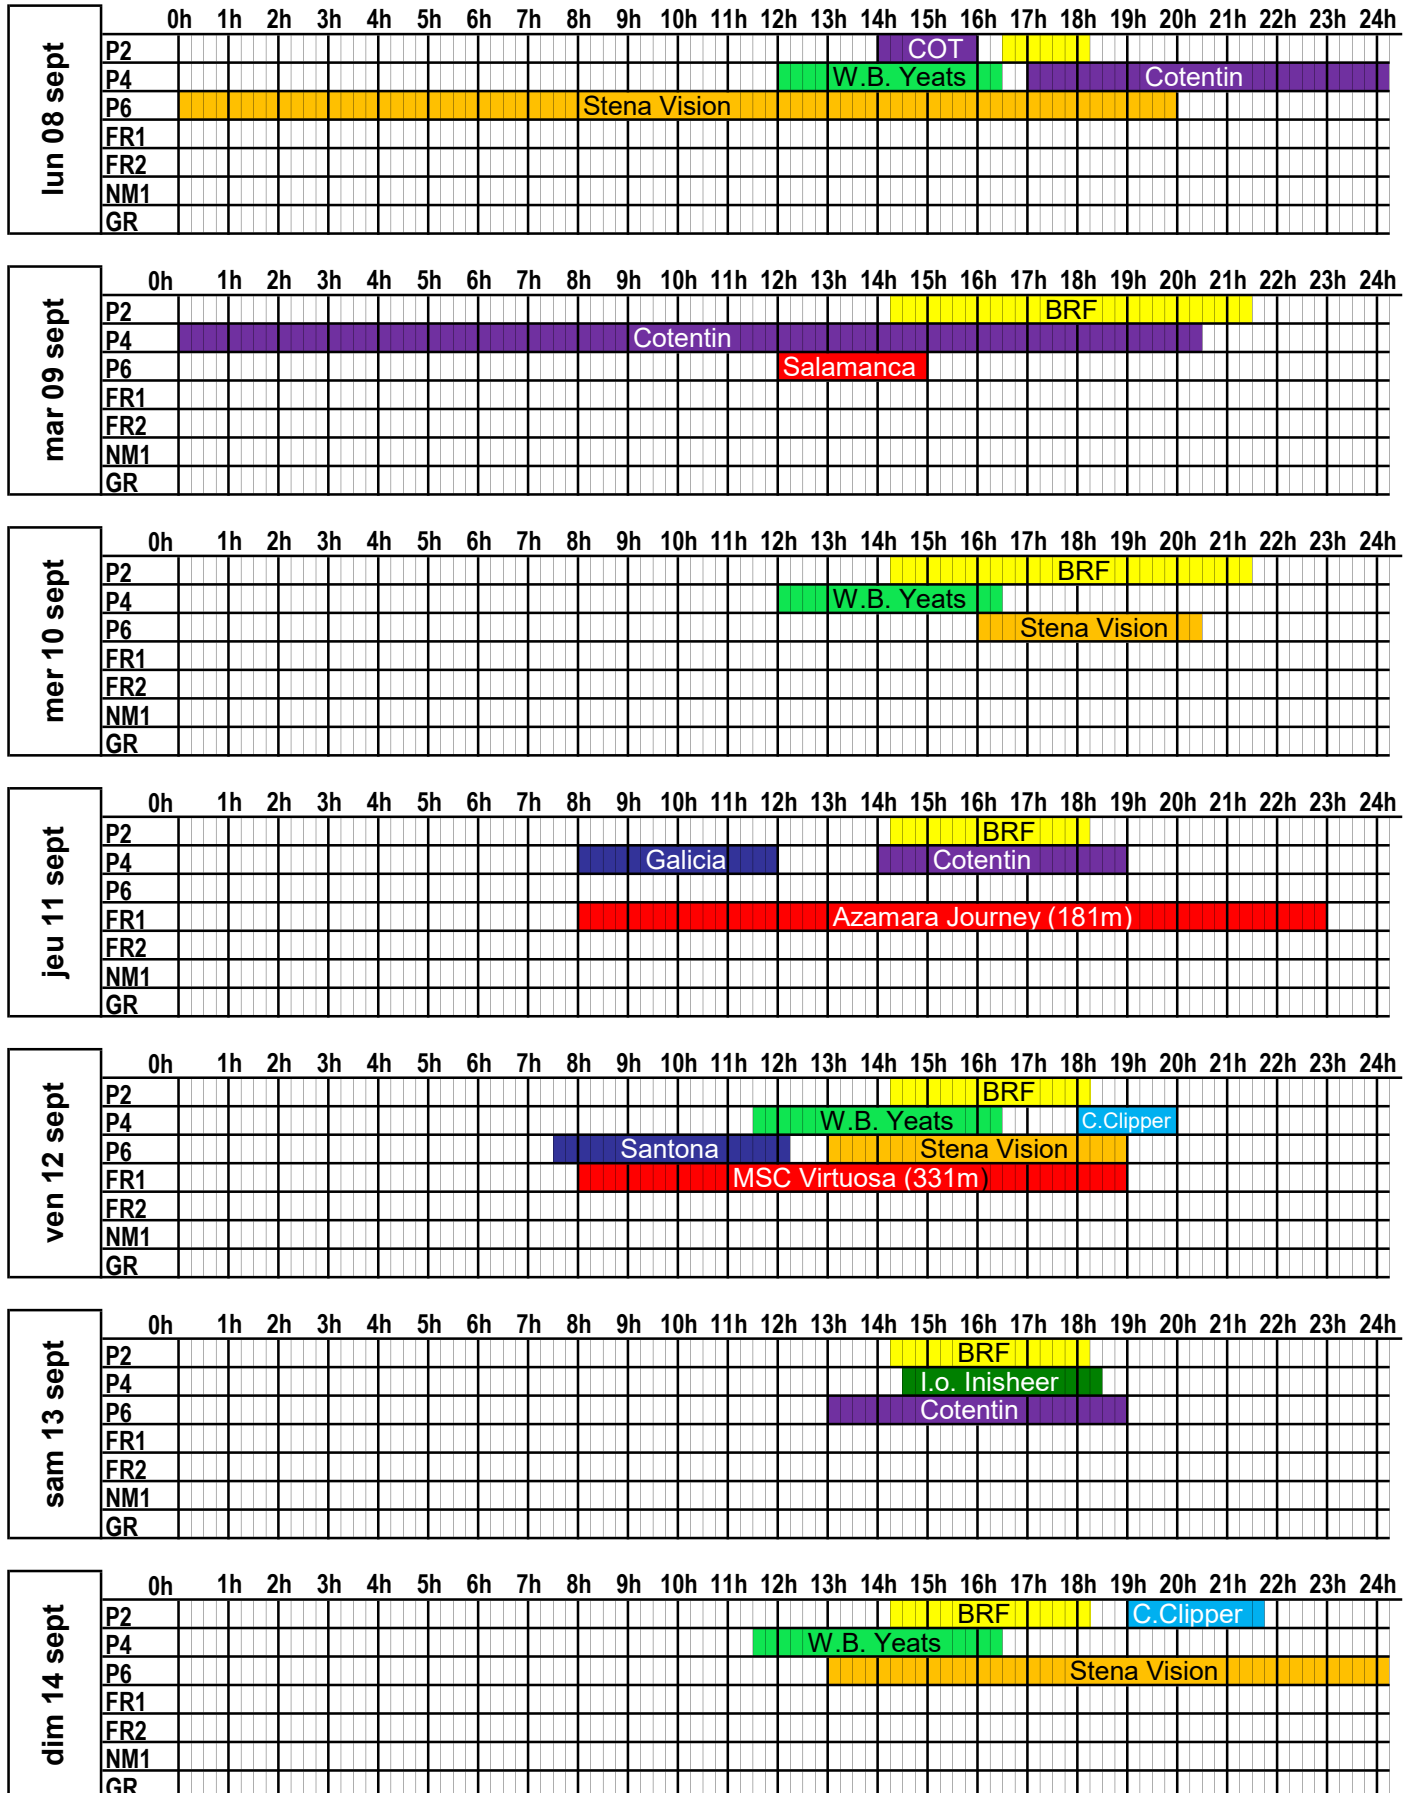 0h 1h 2h 3h 4h 5h 6h 7h 8h 9h 10h 11h 12h 13h 14h 15h 16h 17h 18h 19h 20h 21h 22h 23h 24h
lun 08 sept
P2 COT
P4 W.B. Yeats Cotentin
P6 Stena Vision
FR1
FR2
NM1
GR
0h 1h 2h 3h 4h 5h 6h 7h 8h 9h 10h 11h 12h 13h 14h 15h 16h 17h 18h 19h 20h 21h 22h 23h 24h
mar 09 sept
P2 BRF
P4 Cotentin
P6 Salamanca
FR1
FR2
NM1
GR
0h 1h 2h 3h 4h 5h 6h 7h 8h 9h 10h 11h 12h 13h 14h 15h 16h 17h 18h 19h 20h 21h 22h 23h 24h
mer 10 sept
P2 BRF
P4 W.B. Yeats
P6 Stena Vision
FR1
FR2
NM1
GR
0h 1h 2h 3h 4h 5h 6h 7h 8h 9h 10h 11h 12h 13h 14h 15h 16h 17h 18h 19h 20h 21h 22h 23h 24h
jeu 11 sept
P2 BRF
P4 Galicia Cotentin
P6
FR1 Azamara Journey (181m)
FR2
NM1
GR
0h 1h 2h 3h 4h 5h 6h 7h 8h 9h 10h 11h 12h 13h 14h 15h 16h 17h 18h 19h 20h 21h 22h 23h 24h
ven 12 sept
P2 BRF
P4 W.B. Yeats C.Clipper
P6 Santona Stena Vision
FR1 MSC Virtuosa (331m)
FR2
NM1
GR
0h 1h 2h 3h 4h 5h 6h 7h 8h 9h 10h 11h 12h 13h 14h 15h 16h 17h 18h 19h 20h 21h 22h 23h 24h
sam 13 sept
P2 BRF
P4 I.o. Inisheer
P6 Cotentin
FR1
FR2
NM1
GR
0h 1h 2h 3h 4h 5h 6h 7h 8h 9h 10h 11h 12h 13h 14h 15h 16h 17h 18h 19h 20h 21h 22h 23h 24h
dim 14 sept
P2 BRF C.Clipper
P4 W.B. Yeats
P6 Stena Vision
FR1
FR2
NM1
GR